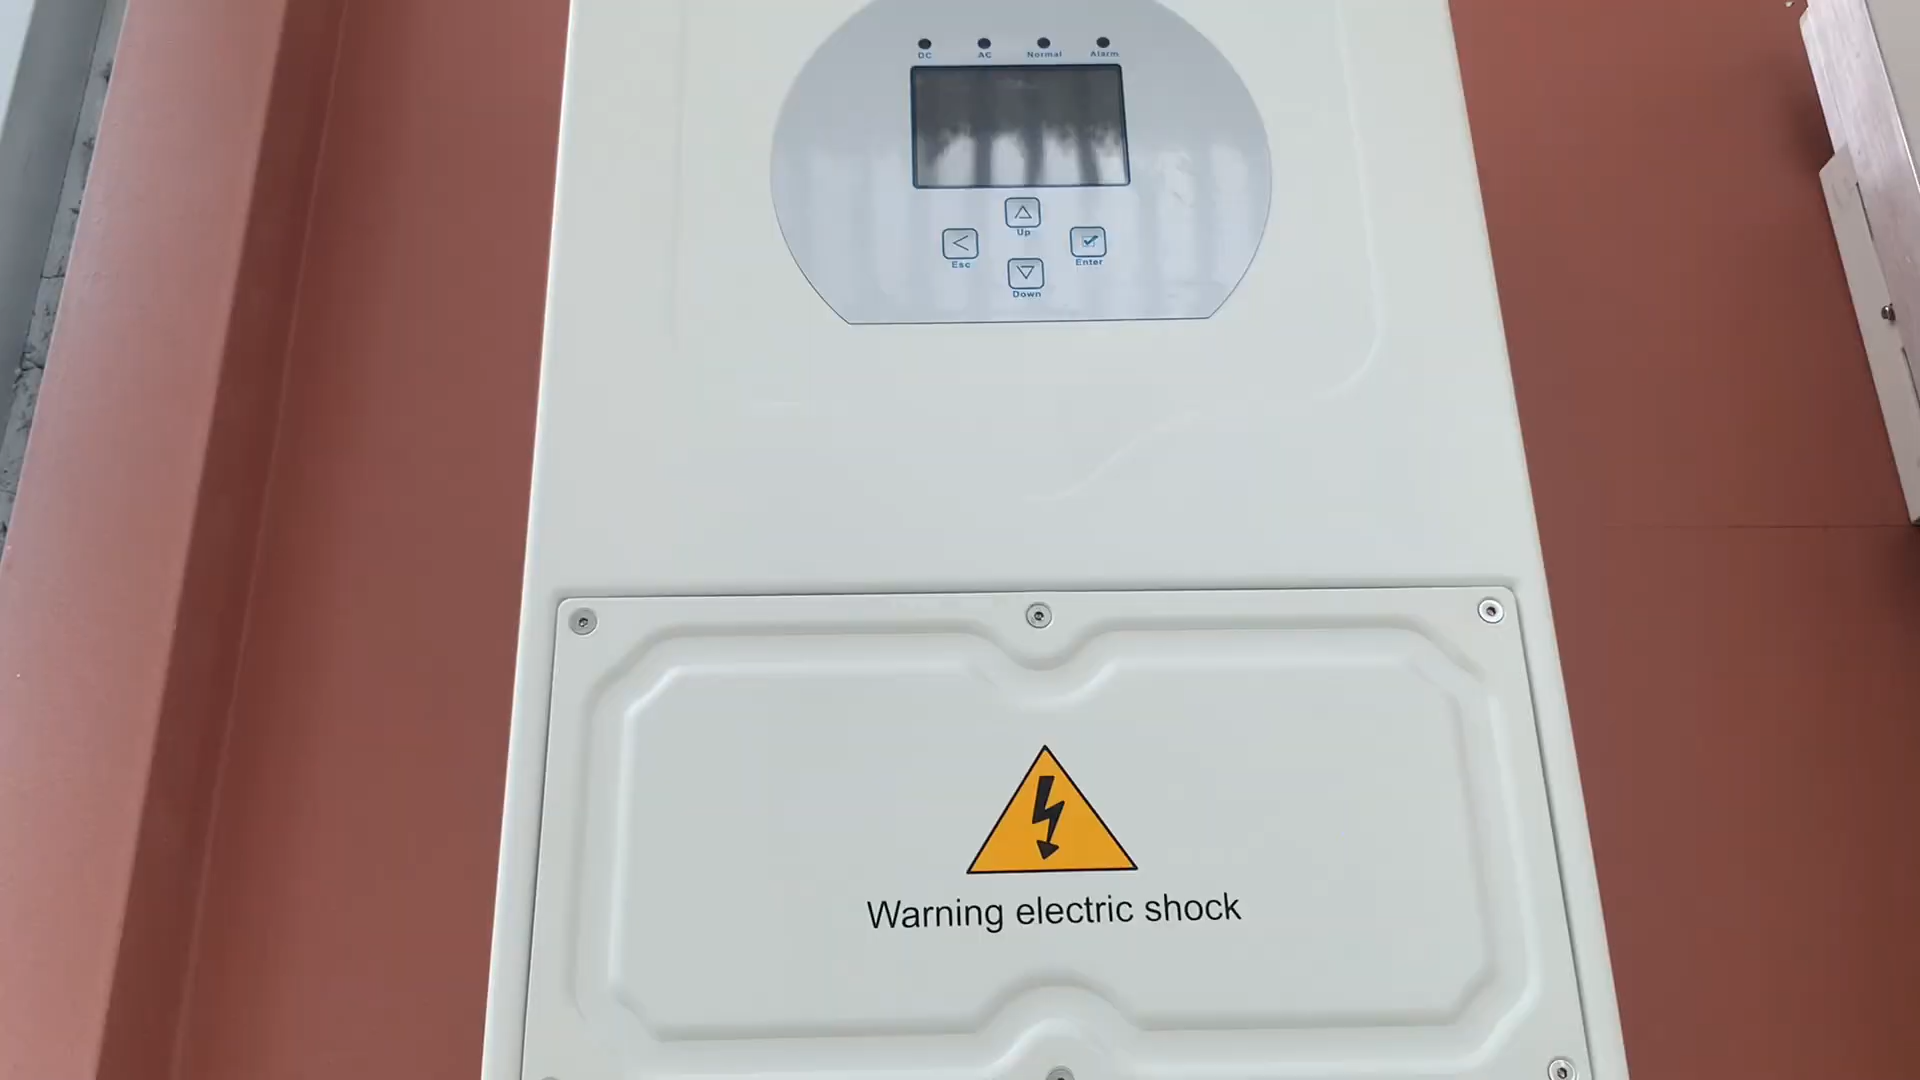 DC AC Normal Alarm
Up
Esc Enter
Down
Warning electric shock